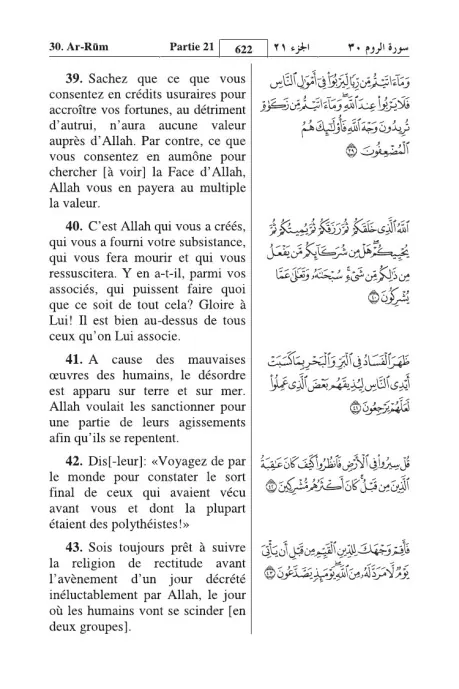 30. Ar-Rūm Partie 21 622 الجزء ٢١ سورة الروم ٣٠
39. Sachez que ce que vous
consentez en crédits usuraires pour
accroître vos fortunes, au détriment
d’autrui, n’aura aucune valeur
auprès d’Allah. Par contre, ce que
vous consentez en aumône pour
chercher [à voir] la Face d’Allah,
Allah vous en payera au multiple
la valeur.
وَمَآ ءَاتَيْتُم مِّن رِّبًا لِّيَرْبُوَا۟ فِىٓ أَمْوَٰلِ ٱلنَّاسِ
فَلَا يَرْبُوا۟ عِندَ ٱللَّهِ ۖ وَمَآ ءَاتَيْتُم مِّن زَكَوٰةٍ
تُرِيدُونَ وَجْهَ ٱللَّهِ فَأُو۟لَـٰٓئِكَ هُمُ
ٱلْمُضْعِفُونَ ٣٩
40. C’est Allah qui vous a créés,
qui vous a fourni votre subsistance,
qui vous fera mourir et qui vous
ressuscitera. Y en a-t-il, parmi vos
associés, qui puissent faire quoi
que ce soit de tout cela? Gloire à
Lui! Il est bien au-dessus de tous
ceux qu’on Lui associe.
ٱللَّهُ ٱلَّذِى خَلَقَكُمْ ثُمَّ رَزَقَكُمْ ثُمَّ يُمِيتُكُمْ ثُمَّ
يُحْيِيكُمْ ۖ هَلْ مِن شُرَكَآئِكُم مَّن يَفْعَلُ
مِن ذَٰلِكُم مِّن شَىْءٍ ۚ سُبْحَـٰنَهُۥ وَتَعَـٰلَىٰ عَمَّا
يُشْرِكُونَ ٤٠
41. A cause des mauvaises
œuvres des humains, le désordre
est apparu sur terre et sur mer.
Allah voulait les sanctionner pour
une partie de leurs agissements
afin qu’ils se repentent.
ظَهَرَ ٱلْفَسَادُ فِى ٱلْبَرِّ وَٱلْبَحْرِ بِمَا كَسَبَتْ
أَيْدِى ٱلنَّاسِ لِيُذِيقَهُم بَعْضَ ٱلَّذِى عَمِلُوا۟
لَعَلَّهُمْ يَرْجِعُونَ ٤١
42. Dis[-leur]: «Voyagez de par
le monde pour constater le sort
final de ceux qui avaient vécu
avant vous et dont la plupart
étaient des polythéistes!»
قُلْ سِيرُوا۟ فِى ٱلْأَرْضِ فَٱنظُرُوا۟ كَيْفَ كَانَ عَـٰقِبَةُ
ٱلَّذِينَ مِن قَبْلُ ۚ كَانَ أَكْثَرُهُم مُّشْرِكِينَ ٤٢
43. Sois toujours prêt à suivre
la religion de rectitude avant
l’avènement d’un jour décrété
inéluctablement par Allah, le jour
où les humains vont se scinder [en
deux groupes].
فَأَقِمْ وَجْهَكَ لِلدِّينِ ٱلْقَيِّمِ مِن قَبْلِ أَن يَأْتِىَ
يَوْمٌ لَّا مَرَدَّ لَهُۥ مِنَ ٱللَّهِ ۖ يَوْمَئِذٍ يَصَّدَّعُونَ ٤٣